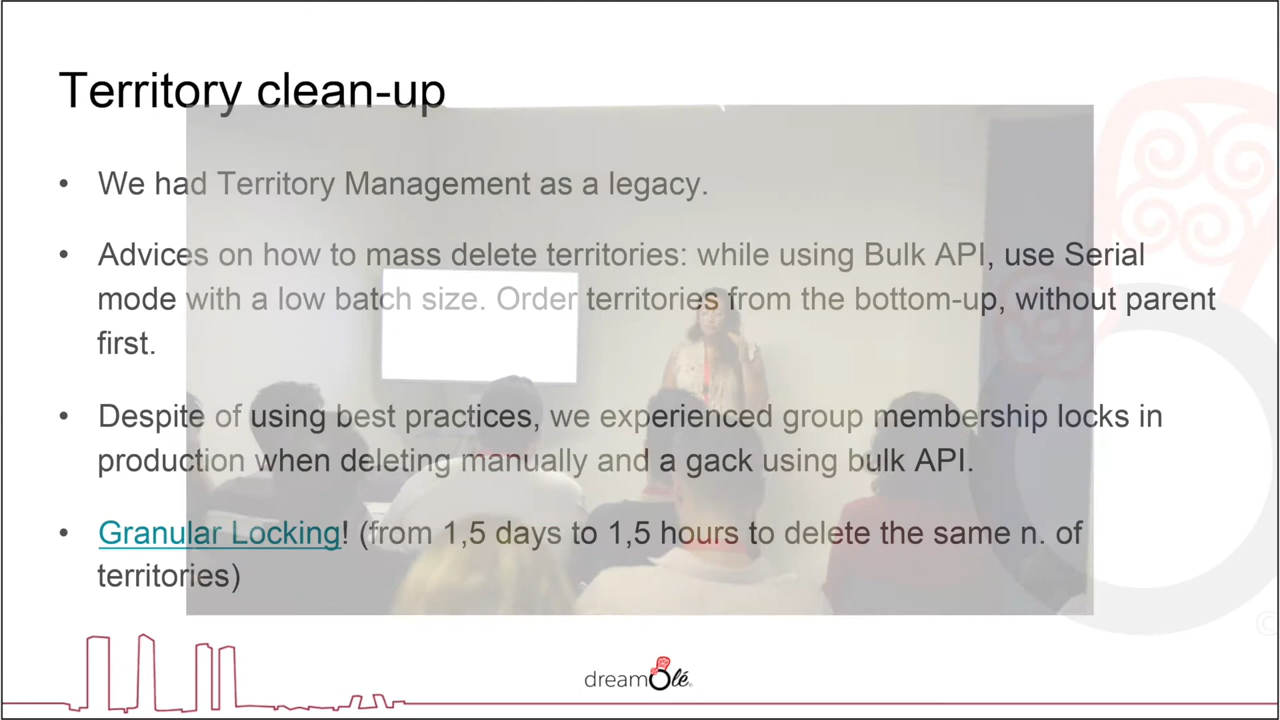 Territory clean-up
• We had Territory Management as a legacy.
• Advices on how to mass delete territories: while using Bulk API, use Serial
mode with a low batch size. Order territories from the bottom-up, without parent
first.
• Despite of using best practices, we experienced group membership locks in
production when deleting manually and a gack using bulk API.
• Granular Locking! (from 1,5 days to 1,5 hours to delete the same n. of
territories)
dreamOlé